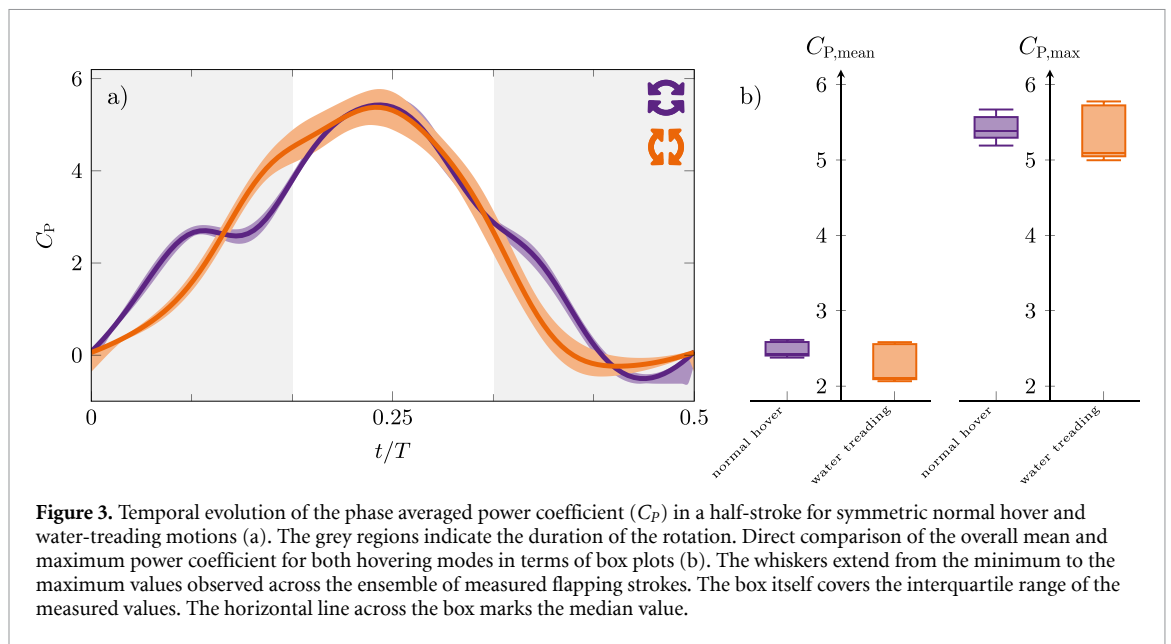 a)
6
4
2
0
C_P
0
0.25
0.5
t/T
b)
C_P,mean
6
5
4
3
2
normal hover
water treading
C_P,max
6
5
4
3
2
normal hover
water treading
Figure 3. Temporal evolution of the phase averaged power coefficient (C_P) in a half-stroke for symmetric normal hover and
water-treading motions (a). The grey regions indicate the duration of the rotation. Direct comparison of the overall mean and
maximum power coefficient for both hovering modes in terms of box plots (b). The whiskers extend from the minimum to the
maximum values observed across the ensemble of measured flapping strokes. The box itself covers the interquartile range of the
measured values. The horizontal line across the box marks the median value.